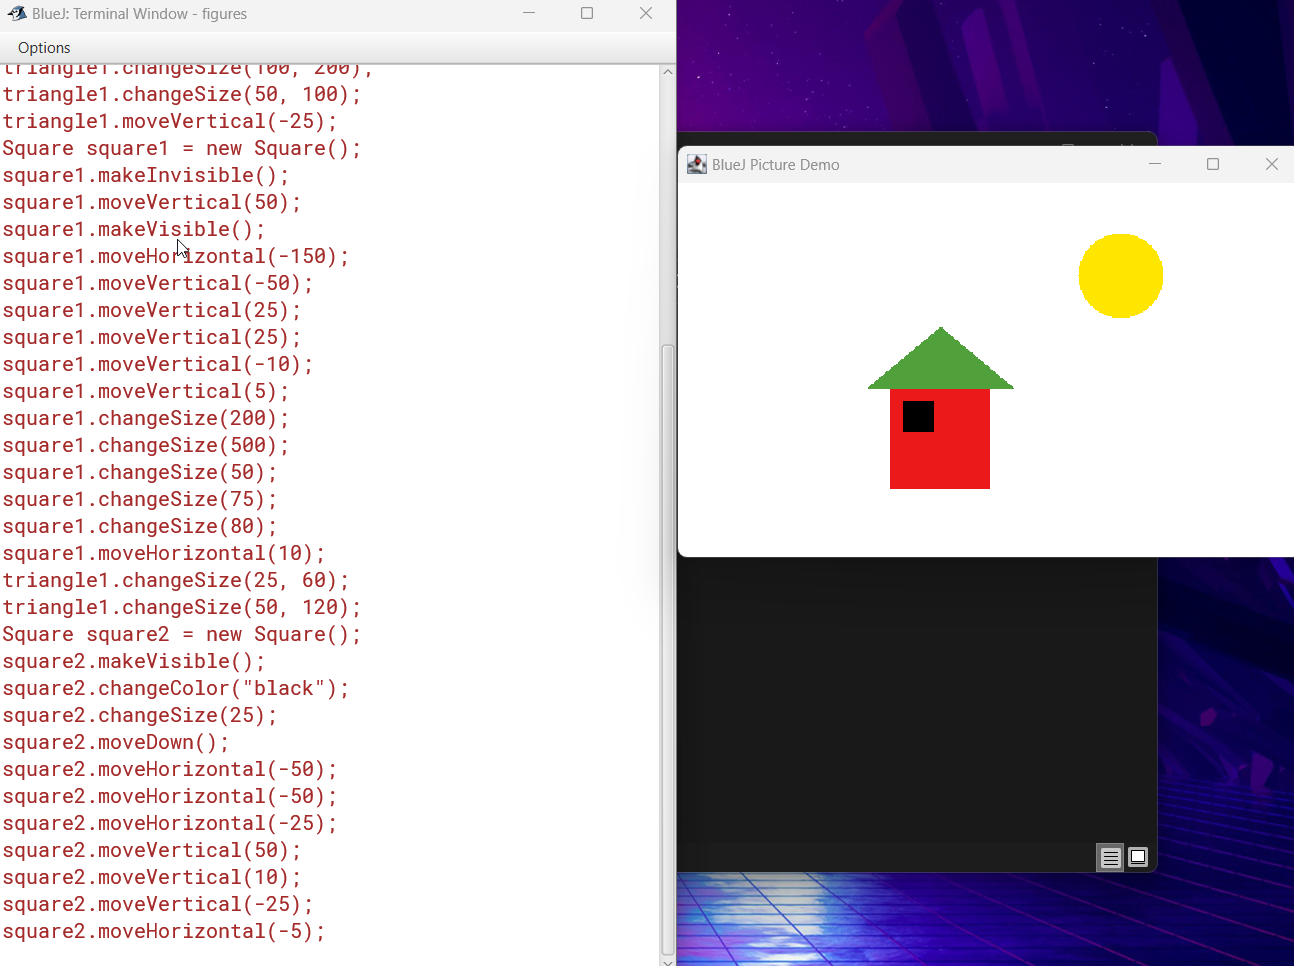 BlueJ: Terminal Window - figures
Options
triangle1.changeSize(100, 200);
triangle1.changeSize(50, 100);
triangle1.moveVertical(-25);
Square square1 = new Square();
square1.makeInvisible();
square1.moveVertical(50);
square1.makeVisible();
square1.moveHorizontal(-150);
square1.moveVertical(-50);
square1.moveVertical(25);
square1.moveVertical(25);
square1.moveVertical(-10);
square1.moveVertical(5);
square1.changeSize(200);
square1.changeSize(500);
square1.changeSize(50);
square1.changeSize(75);
square1.changeSize(80);
square1.moveHorizontal(10);
triangle1.changeSize(25, 60);
triangle1.changeSize(50, 120);
Square square2 = new Square();
square2.makeVisible();
square2.changeColor("black");
square2.changeSize(25);
square2.moveDown();
square2.moveHorizontal(-50);
square2.moveHorizontal(-50);
square2.moveHorizontal(-25);
square2.moveVertical(50);
square2.moveVertical(10);
square2.moveVertical(-25);
square2.moveHorizontal(-5);
BlueJ Picture Demo